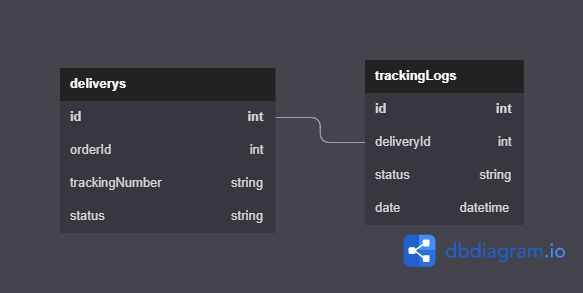 deliverys
id int
orderId int
trackingNumber string
status string
trackingLogs
id int
deliveryId int
status string
date datetime
dbdiagram.io